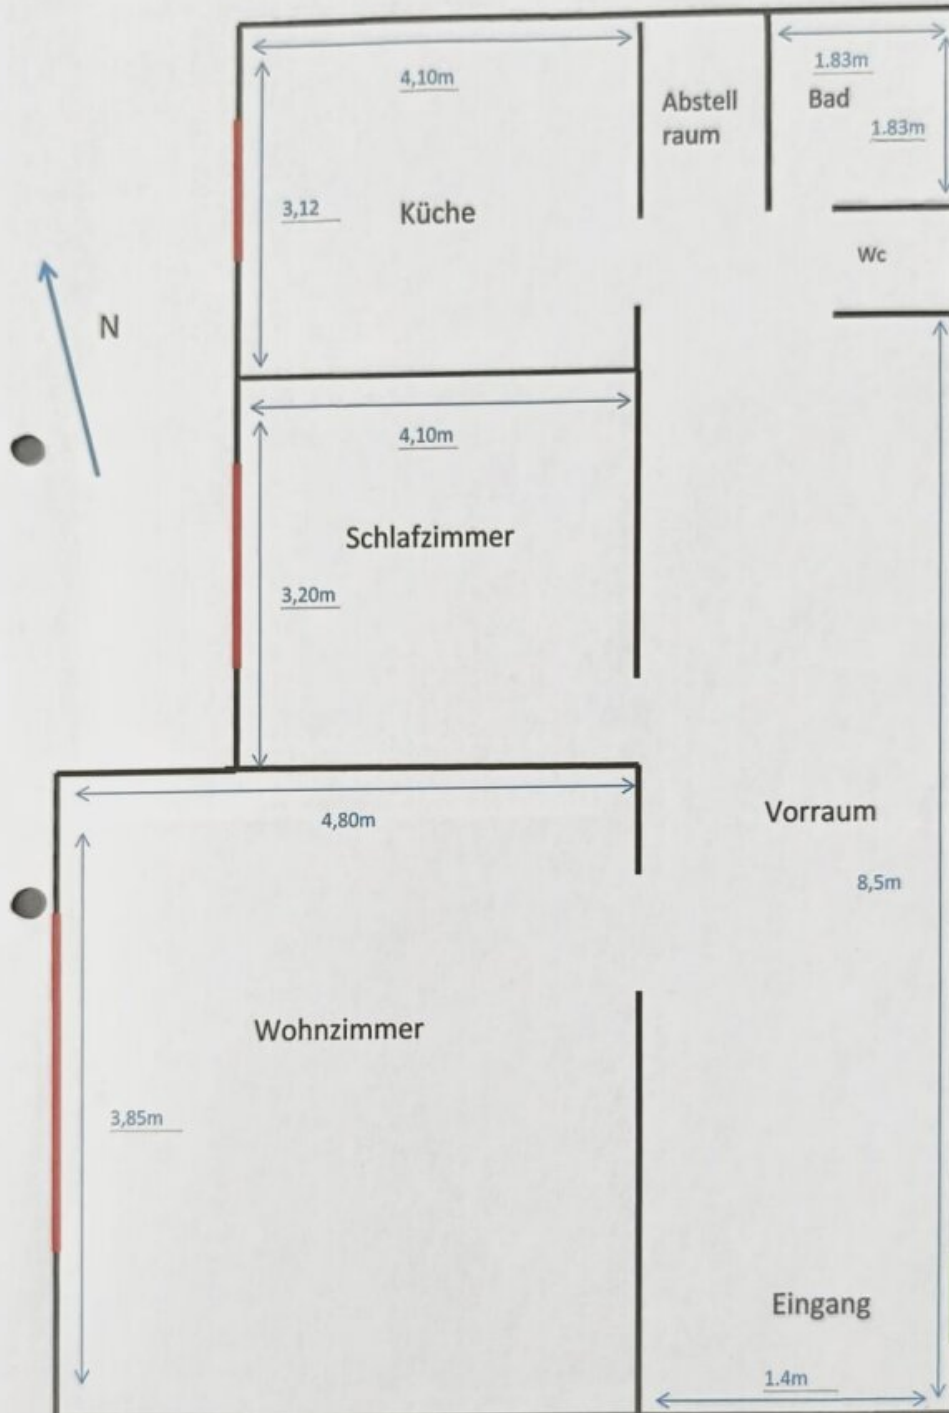 4,10m
1.83m
Abstell
raum
Bad
1.83m
3,12
Küche
Wc
N
4,10m
Schlafzimmer
3,20m
4,80m
Vorraum
8,5m
Wohnzimmer
3,85m
Eingang
1.4m